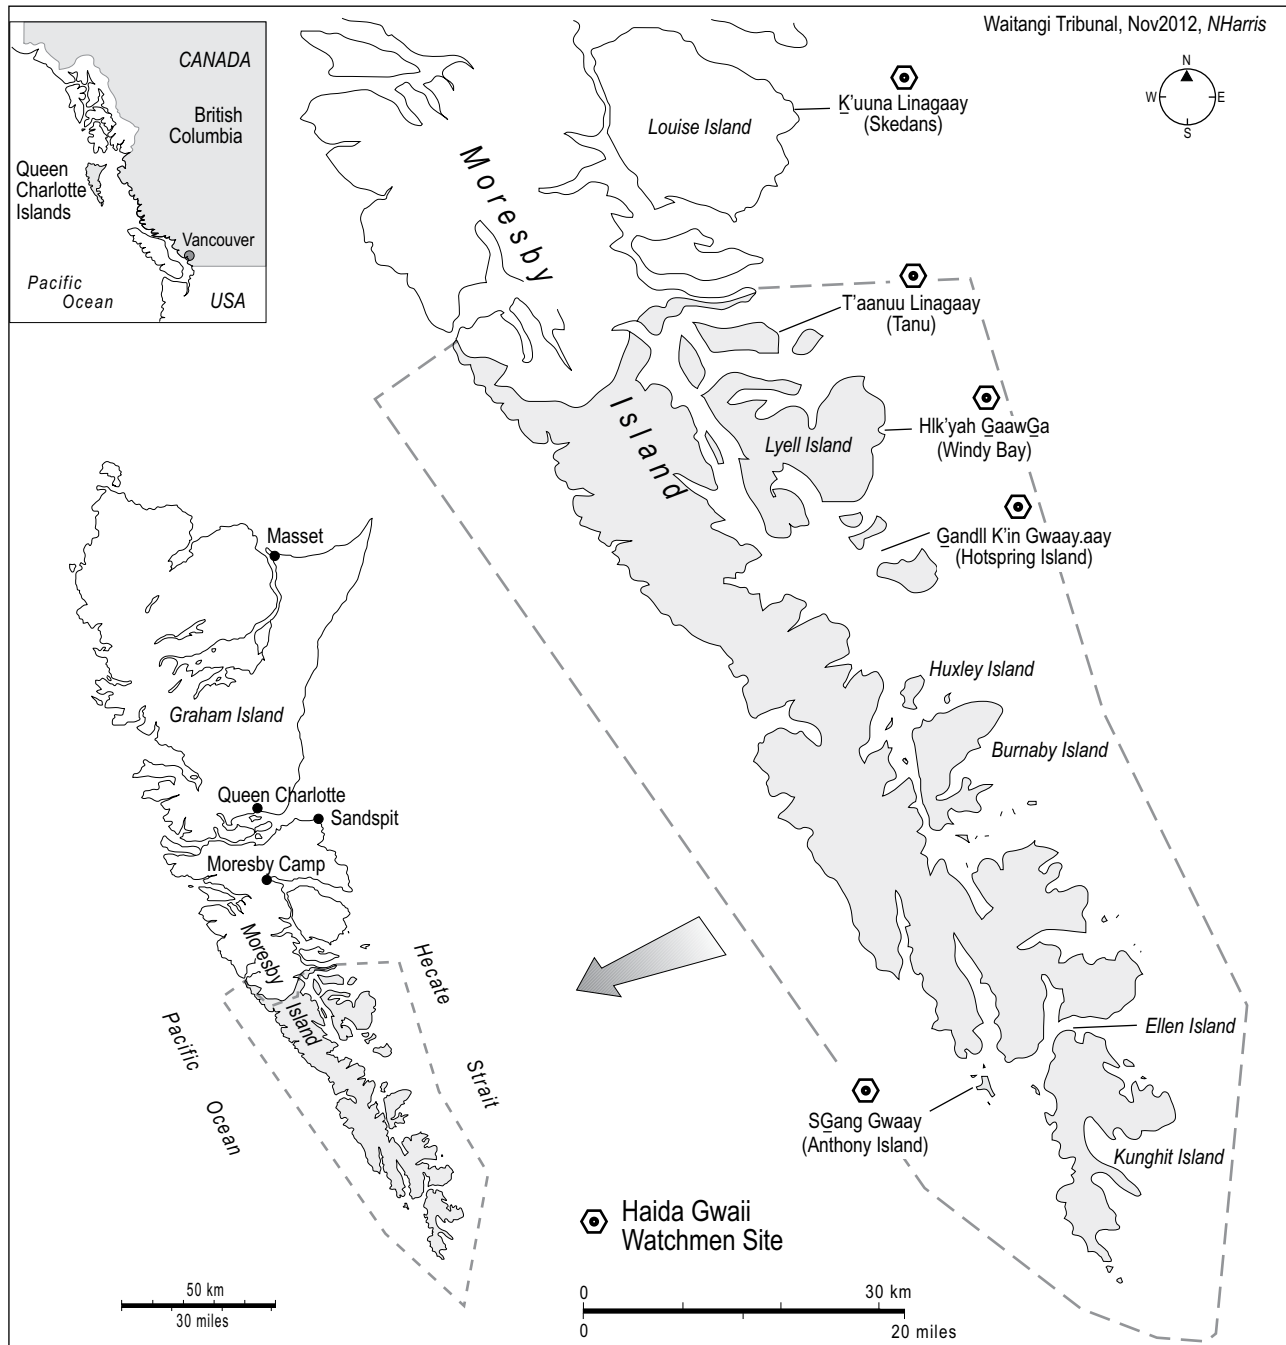 Waitangi Tribunal, Nov2012, NHarris
N
W
E
S
CANADA
British
Columbia
Queen
Charlotte
Islands
Vancouver
Pacific
Ocean
USA
Louise Island
K̲'uuna Linagaay
(Skedans)
Moresby
Island
T'aanuu Linagaay
(Tanu)
Lyell Island
Hlk'yah G̲aawG̲a
(Windy Bay)
G̲andll K'in Gwaay.aay
(Hotspring Island)
Huxley Island
Burnaby Island
Ellen Island
SG̲ang Gwaay
(Anthony Island)
Kunghit Island
Masset
Graham Island
Queen Charlotte
Sandspit
Moresby Camp
Moresby
Island
Hecate
Strait
Pacific
Ocean
Haida Gwaii
Watchmen Site
50 km
30 miles
0
30 km
0
20 miles